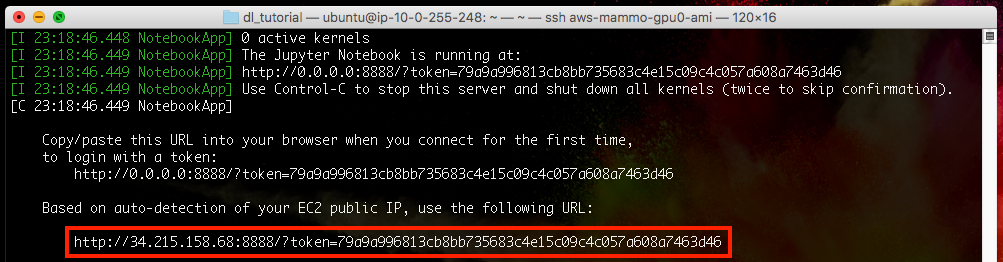 dl_tutorial — ubuntu@ip-10-0-255-248: ~ — ~ — ssh aws-mammo-gpu0-ami — 120×16
[I 23:18:46.448 NotebookApp] 0 active kernels
[I 23:18:46.449 NotebookApp] The Jupyter Notebook is running at:
[I 23:18:46.449 NotebookApp] http://0.0.0.0:8888/?token=79a9a996813cb8bb735683c4e15c09c4c057a608a7463d46
[I 23:18:46.449 NotebookApp] Use Control-C to stop this server and shut down all kernels (twice to skip confirmation).
[C 23:18:46.449 NotebookApp]
Copy/paste this URL into your browser when you connect for the first time,
to login with a token:
http://0.0.0.0:8888/?token=79a9a996813cb8bb735683c4e15c09c4c057a608a7463d46
Based on auto-detection of your EC2 public IP, use the following URL:
http://34.215.158.68:8888/?token=79a9a996813cb8bb735683c4e15c09c4c057a608a7463d46